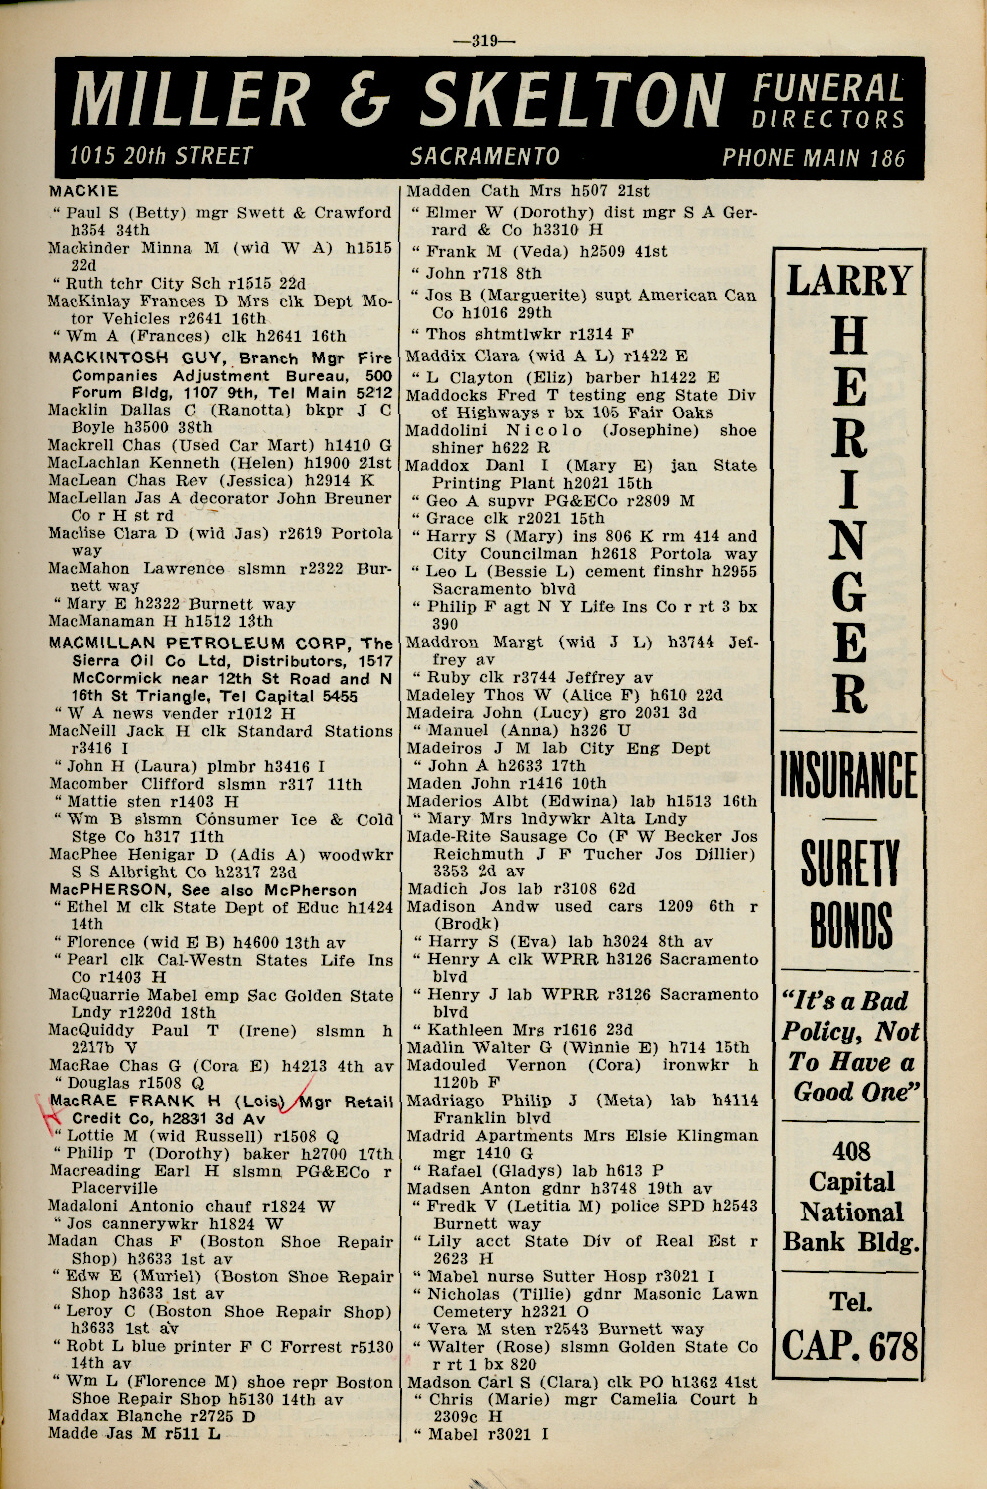 —319—
MILLER & SKELTON FUNERAL DIRECTORS
1015 20th STREET SACRAMENTO PHONE MAIN 186
MACKIE
“ Paul S (Betty) mgr Swett & Crawford
h354 34th
Mackinder Minna M (wid W A) h1515
22d
“ Ruth tchr City Sch r1515 22d
MacKinlay Frances D Mrs clk Dept Mo-
tor Vehicles r2641 16th
“ Wm A (Frances) clk h2641 16th
MACKINTOSH GUY, Branch Mgr Fire
Companies Adjustment Bureau, 500
Forum Bldg, 1107 9th, Tel Main 5212
Macklin Dallas C (Ranotta) bkpr J C
Boyle h3500 38th
Mackrell Chas (Used Car Mart) h1410 G
MacLachlan Kenneth (Helen) h1900 21st
MacLean Chas Rev (Jessica) h2914 K
MacLellan Jas A decorator John Breuner
Co r H st rd
Maclise Clara D (wid Jas) r2619 Portola
way
MacMahon Lawrence slsmn r2322 Bur-
nett way
“ Mary E h2322 Burnett way
MacManaman H h1512 13th
MACMILLAN PETROLEUM CORP, The
Sierra Oil Co Ltd, Distributors, 1517
McCormick near 12th St Road and N
16th St Triangle, Tel Capital 5455
“ W A news vender r1012 H
MacNeill Jack H clk Standard Stations
r3416 I
“ John H (Laura) plmbr h3416 I
Macomber Clifford slsmn r317 11th
“ Mattie sten r1403 H
“ Wm B slsmn Consumer Ice & Cold
Stge Co h317 11th
MacPhee Henigar D (Adis A) woodwkr
S S Albright Co h2317 23d
MacPHERSON, See also McPherson
“ Ethel M clk State Dept of Educ h1424
14th
“ Florence (wid E B) h4600 13th av
“ Pearl clk Cal-Westn States Life Ins
Co r1403 H
MacQuarrie Mabel emp Sac Golden State
Lndy r1220d 18th
MacQuiddy Paul T (Irene) slsmn h
2217b V
MacRae Chas G (Cora E) h4213 4th av
“ Douglas r1508 Q
MacRAE FRANK H (Lois) Mgr Retail
Credit Co, h2831 3d Av
“ Lottie M (wid Russell) r1508 Q
“ Philip T (Dorothy) baker h2700 17th
Macreading Earl H slsmn PG&ECo r
Placerville
Madaloni Antonio chauf r1824 W
“ Jos cannerywkr h1824 W
Madan Chas F (Boston Shoe Repair
Shop) h3633 1st av
“ Edw E (Muriel) (Boston Shoe Repair
Shop h3633 1st av
“ Leroy C (Boston Shoe Repair Shop)
h3633 1st av
“ Robt L blue printer F C Forrest r5130
14th av
“ Wm L (Florence M) shoe repr Boston
Shoe Repair Shop h5130 14th av
Maddax Blanche r2725 D
Madde Jas M r511 L
Madden Cath Mrs h507 21st
“ Elmer W (Dorothy) dist mgr S A Ger-
rard & Co h3310 H
“ Frank M (Veda) h2509 41st
“ John r718 8th
“ Jos B (Marguerite) supt American Can
Co h1016 29th
“ Thos shtmtlwkr r1314 F
Maddix Clara (wid A L) r1422 E
“ L Clayton (Eliz) barber h1422 E
Maddocks Fred T testing eng State Div
of Highways r bx 105 Fair Oaks
Maddolini Nicolo (Josephine) shoe
shiner h622 R
Maddox Danl I (Mary E) jan State
Printing Plant h2021 15th
“ Geo A supvr PG&ECo r2809 M
“ Grace clk r2021 15th
“ Harry S (Mary) ins 806 K rm 414 and
City Councilman h2618 Portola way
“ Leo L (Bessie L) cement finshr h2955
Sacramento blvd
“ Philip F agt N Y Life Ins Co r rt 3 bx
390
Maddron Margt (wid J L) h3744 Jef-
frey av
“ Ruby clk r3744 Jeffrey av
Madeley Thos W (Alice F) h610 22d
Madeira John (Lucy) gro 2031 3d
“ Manuel (Anna) h326 U
Madeiros J M lab City Eng Dept
“ John A h2633 17th
Maden John r1416 10th
Maderios Albt (Edwina) lab h1513 16th
“ Mary Mrs lndywkr Alta Lndy
Made-Rite Sausage Co (F W Becker Jos
Reichmuth J F Tucher Jos Dillier)
3353 2d av
Madich Jos lab r3108 62d
Madison Andw used cars 1209 6th r
(Brodk)
“ Harry S (Eva) lab h3024 8th av
“ Henry A clk WPRR h3126 Sacramento
blvd
“ Henry J lab WPRR r3126 Sacramento
blvd
“ Kathleen Mrs r1616 23d
Madlin Walter G (Winnie E) h714 15th
Madouled Vernon (Cora) ironwkr h
1120b F
Madriago Philip J (Meta) lab h4114
Franklin blvd
Madrid Apartments Mrs Elsie Klingman
mgr 1410 G
“ Rafael (Gladys) lab h613 P
Madsen Anton gdnr h3748 19th av
“ Fredk V (Letitia M) police SPD h2543
Burnett way
“ Lily acct State Div of Real Est r
2623 H
“ Mabel nurse Sutter Hosp r3021 I
“ Nicholas (Tillie) gdnr Masonic Lawn
Cemetery h2321 O
“ Vera M sten r2543 Burnett way
“ Walter (Rose) slsmn Golden State Co
r rt 1 bx 820
Madson Carl S (Clara) clk PO h1362 41st
“ Chris (Marie) mgr Camelia Court h
2309c H
“ Mabel r3021 I
LARRY
H
E
R
I
N
G
E
R
INSURANCE
SURETY
BONDS
“It's a Bad
Policy, Not
To Have a
Good One”
408
Capital
National
Bank Bldg.
Tel.
CAP. 678